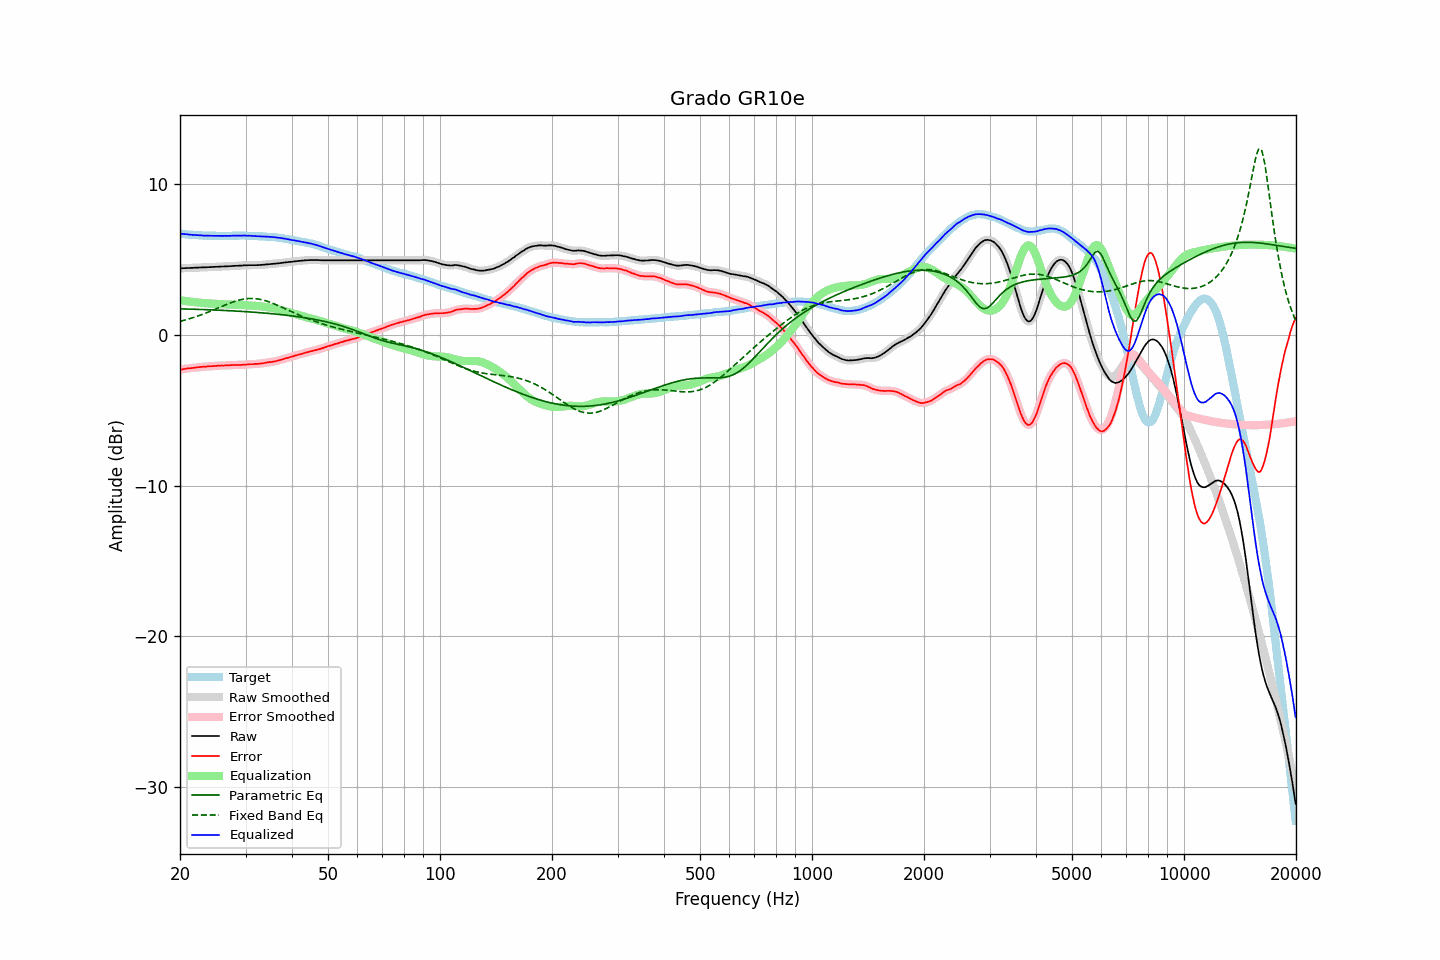 Grado GR10e
Amplitude (dBr)
10
0
−10
−20
−30
Target
Raw Smoothed
Error Smoothed
Raw
Error
Equalization
Parametric Eq
Fixed Band Eq
Equalized
20 50 100 200 500 1000 2000 5000 10000 20000
Frequency (Hz)